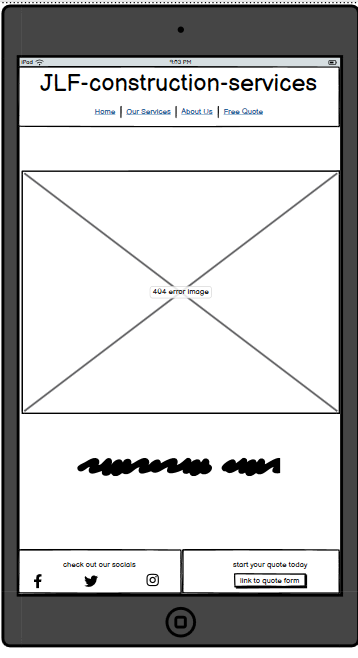 iPad 9:53 PM
JLF-construction-services
Home | Our Services | About Us | Free Quote
404 error image
check out our socials
start your quote today
link to quote form